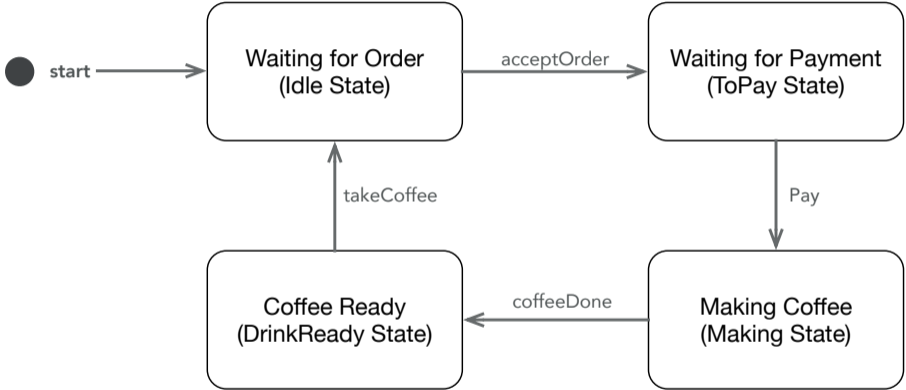 start
Waiting for Order
(Idle State)
acceptOrder
Waiting for Payment
(ToPay State)
takeCoffee
Pay
Coffee Ready
(DrinkReady State)
coffeeDone
Making Coffee
(Making State)